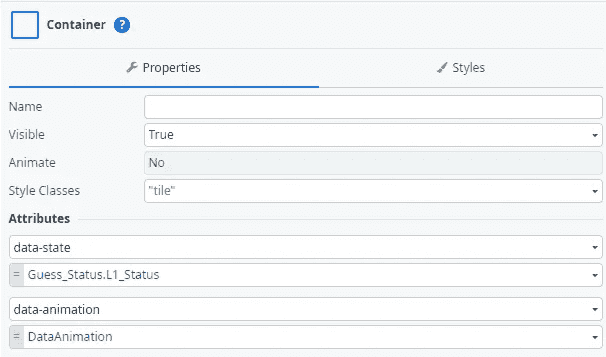 Container ?
Properties Styles
Name
Visible True
Animate No
Style Classes "tile"
Attributes
data-state
= Guess_Status.L1_Status
data-animation
= DataAnimation